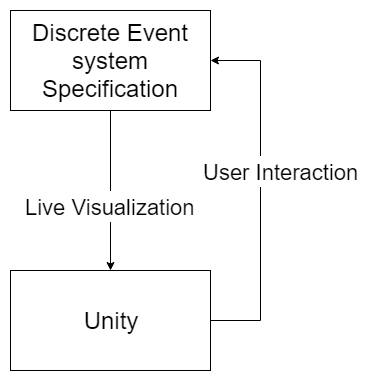 Discrete Event
system
Specification
User Interaction
Live Visualization
Unity